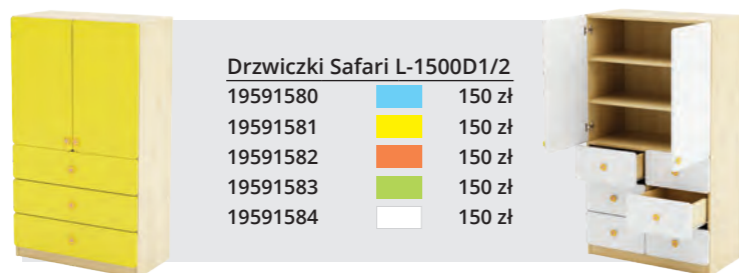 Drzwiczki Safari L-1500D1/2
19591580 150 zł
19591581 150 zł
19591582 150 zł
19591583 150 zł
19591584 150 zł